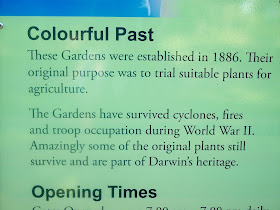 Colourful Past
These Gardens were established in 1886. Their
original purpose was to trial suitable plants for
agriculture.
The Gardens have survived cyclones, fires
and troop occupation during World War II.
Amazingly some of the original plants still
survive and are part of Darwin's heritage.
Opening Times